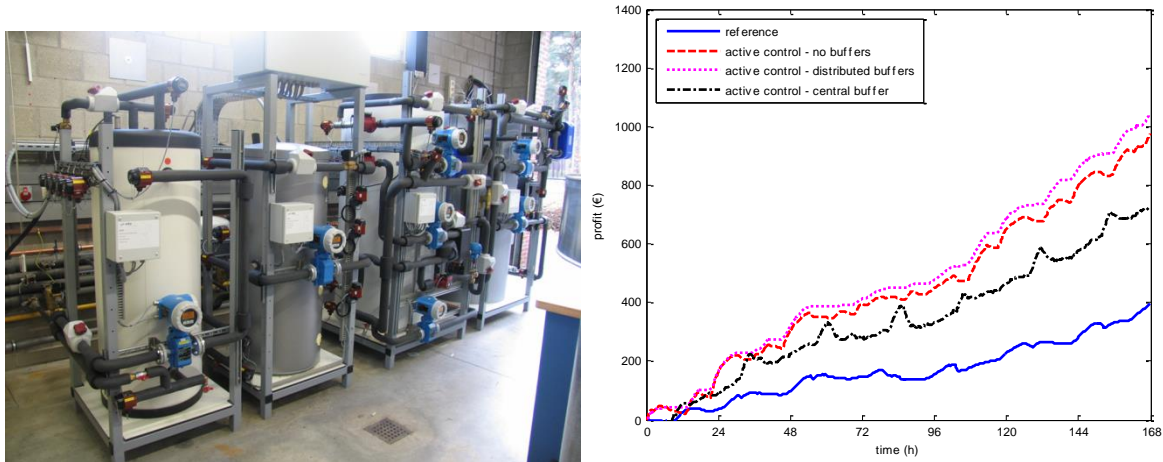 1400
1200
1000
800
600
400
200
0
profit (€)
reference
active control - no buffers
active control - distributed buffers
active control - central buffer
0 24 48 72 96 120 144 168
time (h)